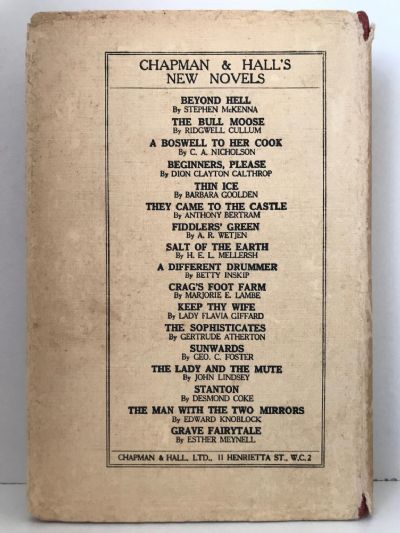 CHAPMAN & HALL'S
NEW NOVELS
BEYOND HELL
By STEPHEN McKENNA
THE BULL MOOSE
By RIDGWELL CULLUM
A BOSWELL TO HER COOK
By C. A. NICHOLSON
BEGINNERS, PLEASE
By DION CLAYTON CALTHROP
THIN ICE
By BARBARA GOOLDEN
THEY CAME TO THE CASTLE
By ANTHONY BERTRAM
FIDDLERS' GREEN
By A. R. WETJEN
SALT OF THE EARTH
By H. E. L. MELLERSH
A DIFFERENT DRUMMER
By BETTY INSKIP
CRAG'S FOOT FARM
By MARJORIE E. LAMBE
KEEP THY WIFE
By LADY FLAVIA GIFFARD
THE SOPHISTICATES
By GERTRUDE ATHERTON
SUNWARDS
By GEO. C. FOSTER
THE LADY AND THE MUTE
By JOHN LINDSEY
STANTON
By DESMOND COKE
THE MAN WITH THE TWO MIRRORS
By EDWARD KNOBLOCK
GRAVE FAIRYTALE
By ESTHER MEYNELL
CHAPMAN & HALL, LTD., 11 HENRIETTA ST., W.C.2